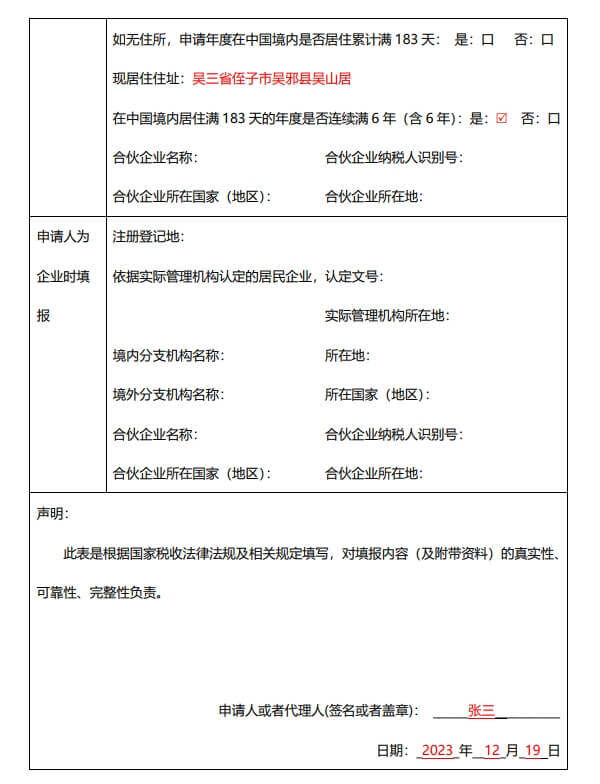 如无住所，申请年度在中国境内是否居住累计满 183 天： 是：口 否：口
现居住住址：吴三省侄子市吴邪县吴山居
在中国境内居住满 183 天的年度是否连续满 6 年（含 6 年）：是：☑ 否：口
合伙企业名称： 合伙企业纳税人识别号：
合伙企业所在国家（地区）： 合伙企业所在地：
申请人为 注册登记地：
企业时填 依据实际管理机构认定的居民企业，认定文号：
报 实际管理机构所在地：
境内分支机构名称： 所在地：
境外分支机构名称： 所在国家（地区）：
合伙企业名称： 合伙企业纳税人识别号：
合伙企业所在国家（地区）： 合伙企业所在地：
声明：
此表是根据国家税收法律法规及相关规定填写，对填报内容（及附带资料）的真实性、
可靠性、完整性负责。
申请人或者代理人(签名或者盖章)： 张三
日期： 2023 年 12 月 19 日